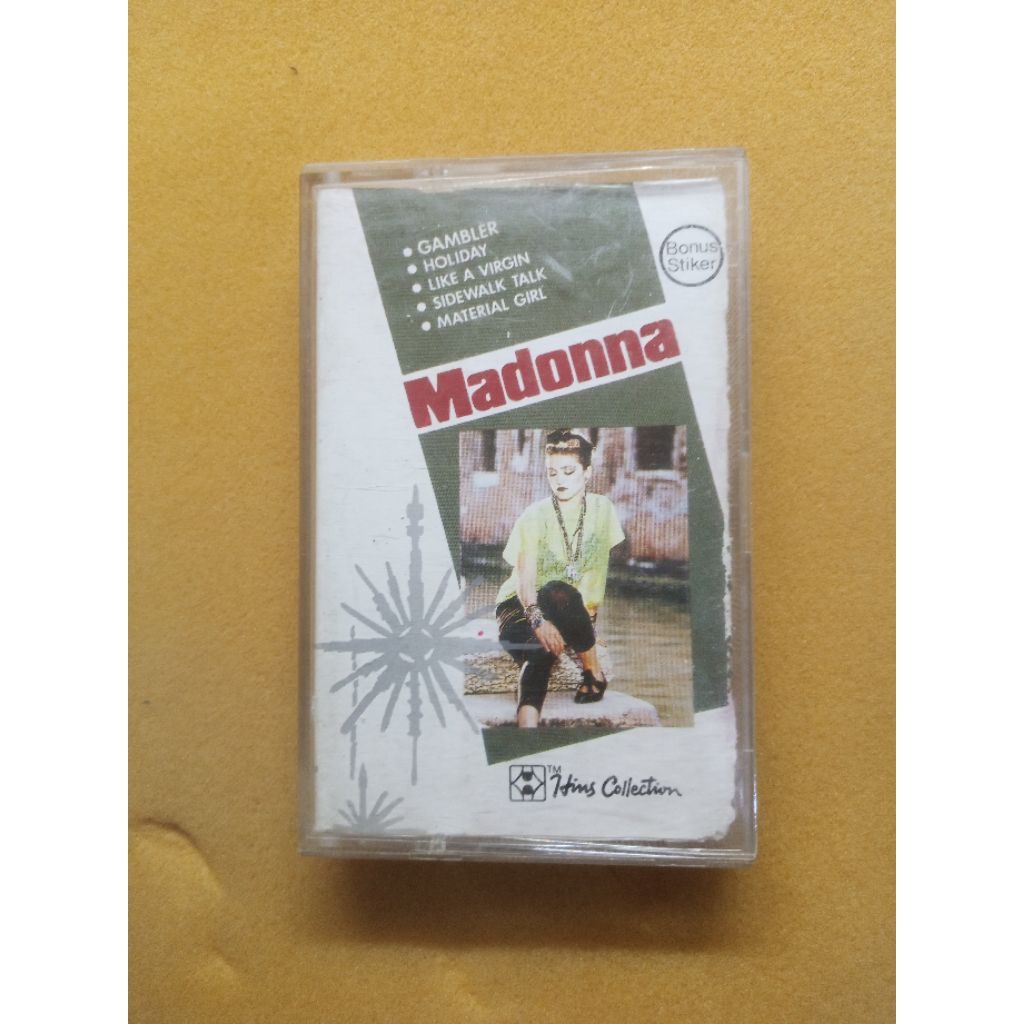 • GAMBLER
• HOLIDAY
• LIKE A VIRGIN
• SIDEWALK TALK
• MATERIAL GIRL
Bonus
Stiker
Madonna
TM Hins Collection